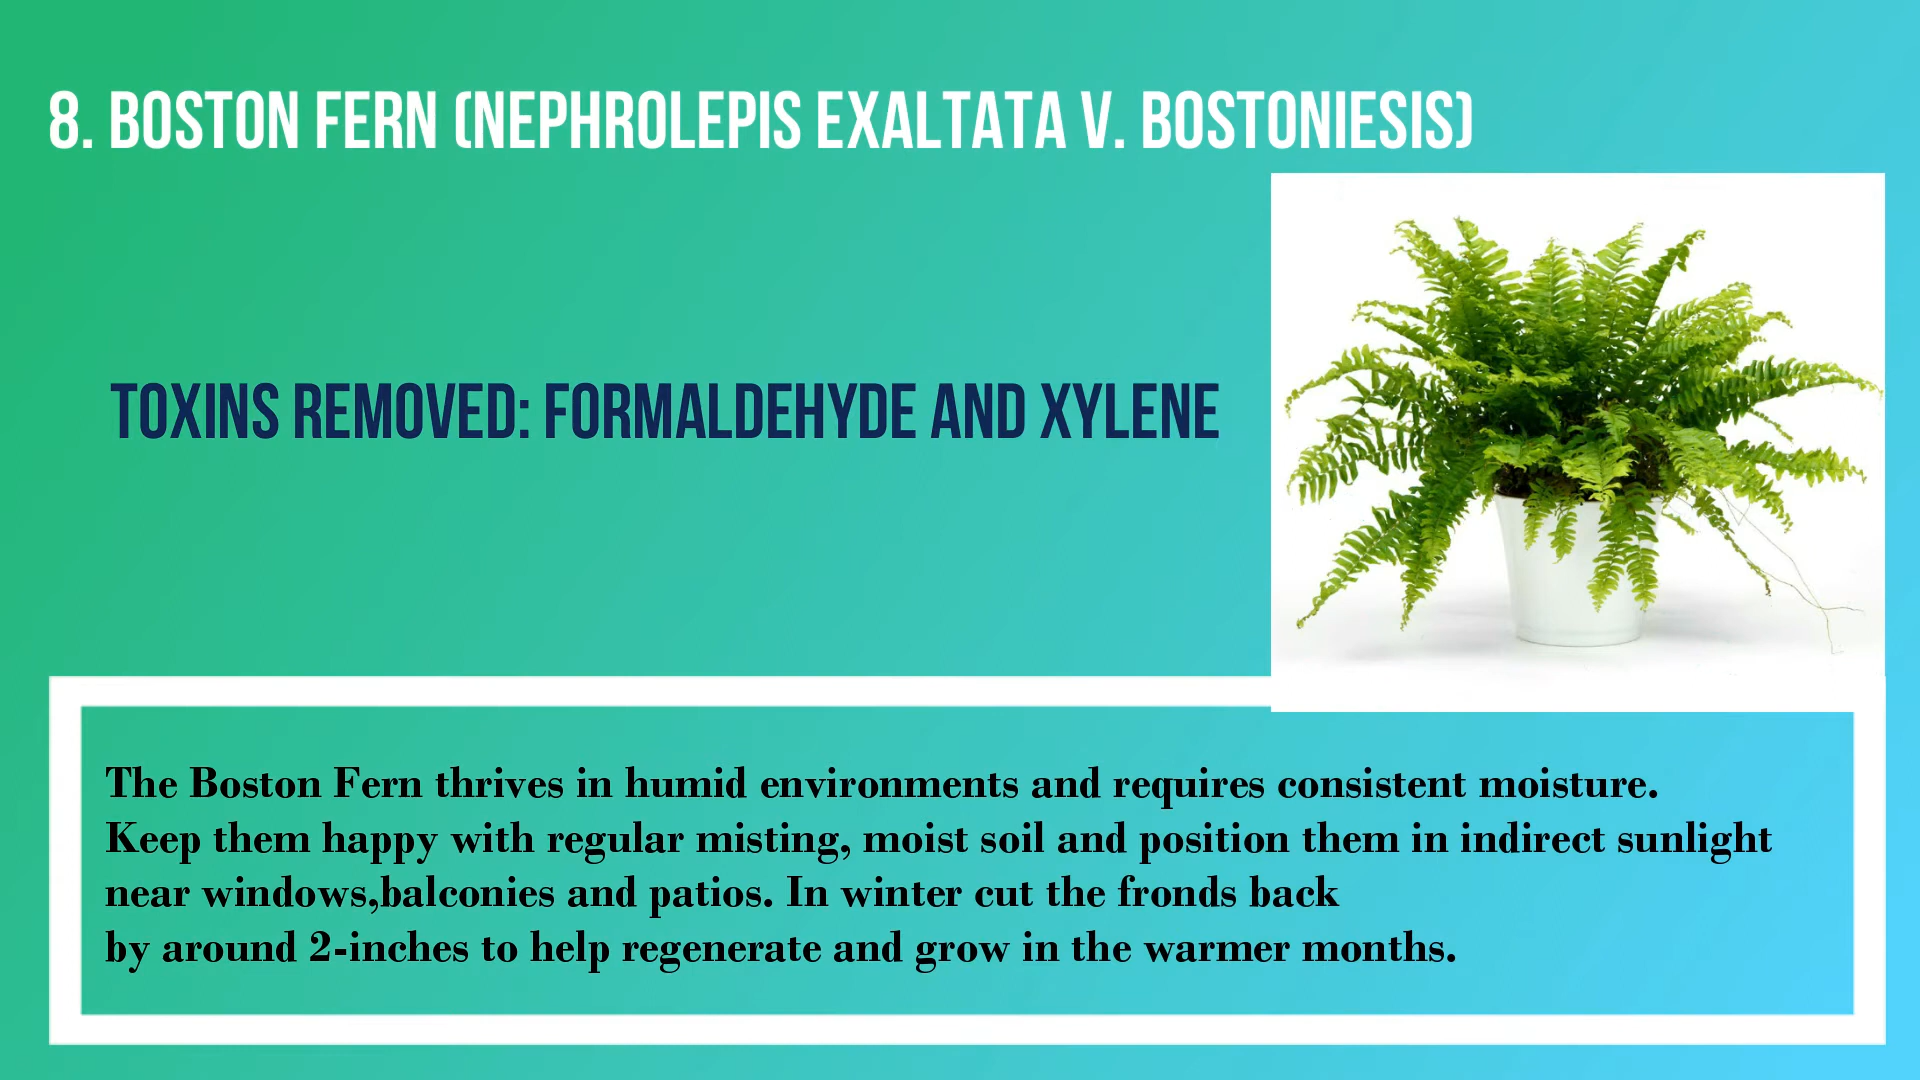 8. BOSTON FERN (NEPHROLEPIS EXALTATA V. BOSTONIESIS)
TOXINS REMOVED: FORMALDEHYDE AND XYLENE
The Boston Fern thrives in humid environments and requires consistent moisture.
Keep them happy with regular misting, moist soil and position them in indirect sunlight
near windows,balconies and patios. In winter cut the fronds back
by around 2-inches to help regenerate and grow in the warmer months.